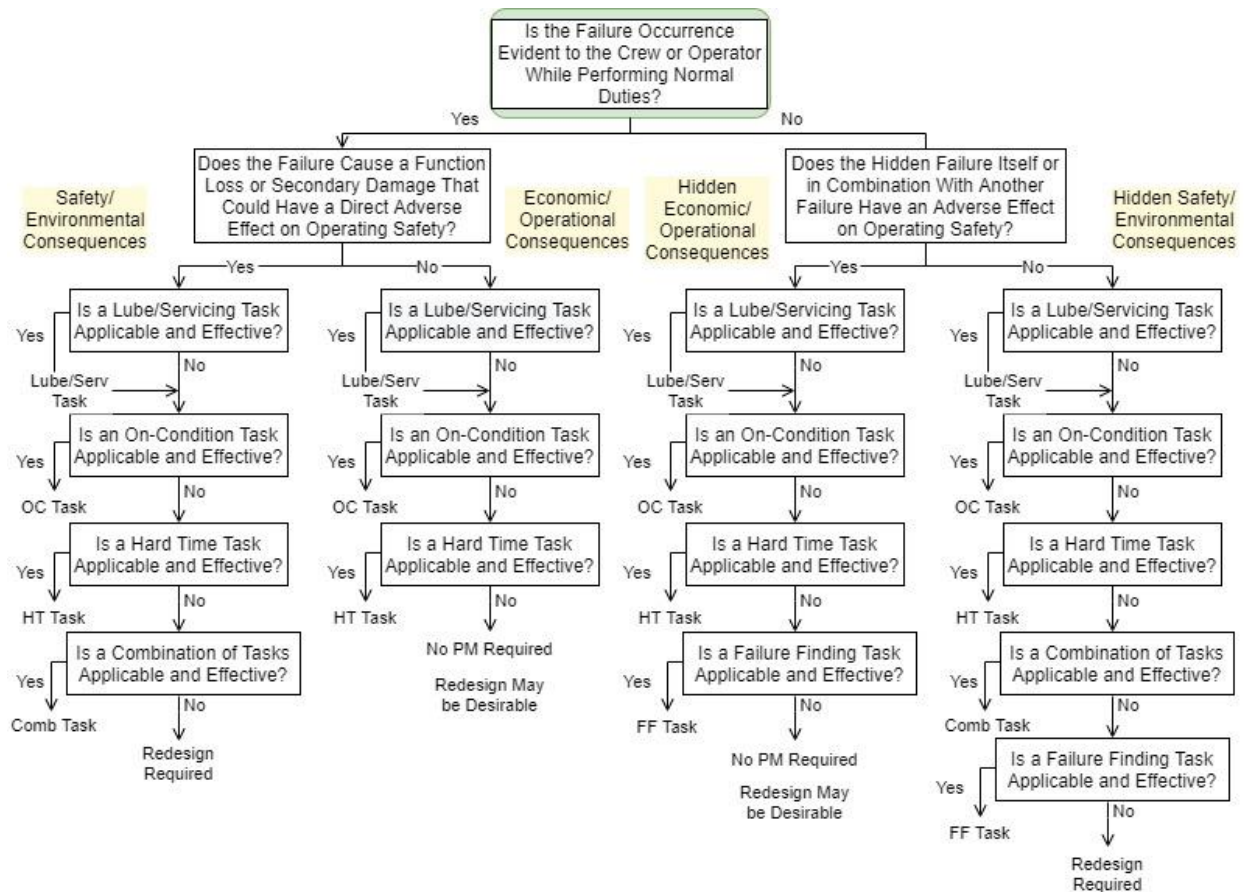 Is the Failure Occurrence
Evident to the Crew or Operator
While Performing Normal
Duties?
Yes
No
Does the Failure Cause a Function
Loss or Secondary Damage That
Could Have a Direct Adverse
Effect on Operating Safety?
Does the Hidden Failure Itself or
in Combination With Another
Failure Have an Adverse Effect
on Operating Safety?
Safety/
Environmental
Consequences
Economic/
Operational
Consequences
Hidden
Economic/
Operational
Consequences
Hidden Safety/
Environmental
Consequences
Yes
No
Yes
No
Is a Lube/Servicing Task
Applicable and Effective?
Yes
No
Lube/Serv
Task
Is an On-Condition Task
Applicable and Effective?
Yes
No
OC Task
Is a Hard Time Task
Applicable and Effective?
Yes
No
HT Task
Is a Combination of Tasks
Applicable and Effective?
Yes
No
Comb Task
Redesign
Required
Is a Lube/Servicing Task
Applicable and Effective?
Yes
No
Lube/Serv
Task
Is an On-Condition Task
Applicable and Effective?
Yes
No
OC Task
Is a Hard Time Task
Applicable and Effective?
Yes
No
HT Task
No PM Required
Redesign May
be Desirable
Is a Lube/Servicing Task
Applicable and Effective?
Yes
No
Lube/Serv
Task
Is an On-Condition Task
Applicable and Effective?
Yes
No
OC Task
Is a Hard Time Task
Applicable and Effective?
Yes
No
HT Task
Is a Failure Finding Task
Applicable and Effective?
Yes
No
FF Task
No PM Required
Redesign May
be Desirable
Is a Lube/Servicing Task
Applicable and Effective?
Yes
No
Lube/Serv
Task
Is an On-Condition Task
Applicable and Effective?
Yes
No
OC Task
Is a Hard Time Task
Applicable and Effective?
Yes
No
HT Task
Is a Combination of Tasks
Applicable and Effective?
Yes
No
Comb Task
Is a Failure Finding Task
Applicable and Effective?
Yes
No
FF Task
Redesign
Required